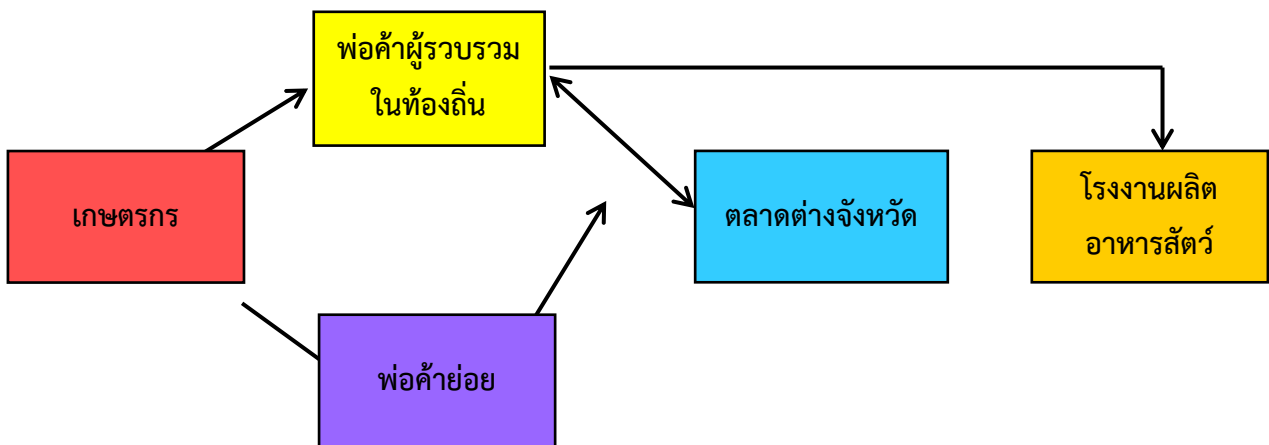 พ่อค้าผู้รวบรวม
ในท้องถิ่น
เกษตรกร
ตลาดต่างจังหวัด
โรงงานผลิต
อาหารสัตว์
พ่อค้าย่อย